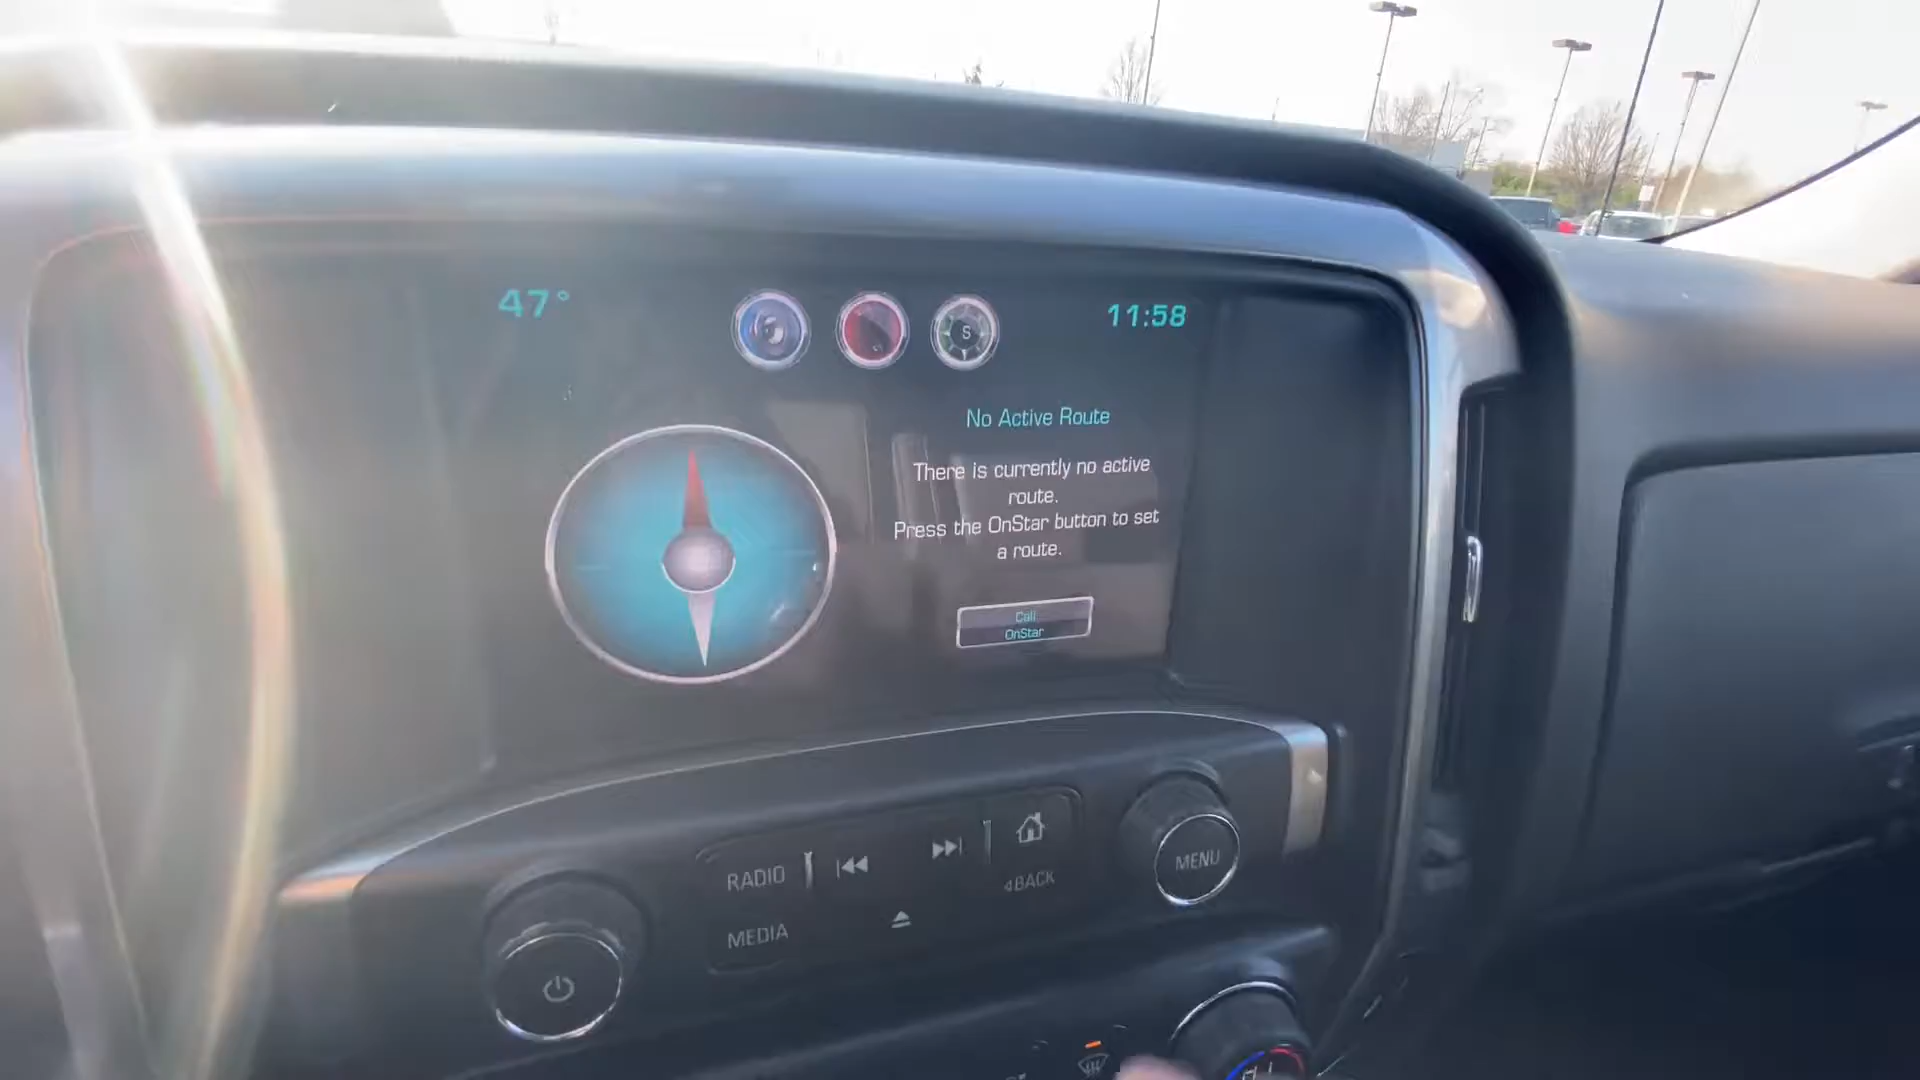 47°
S
11:58
No Active Route
There is currently no active
route.
Press the OnStar button to set
a route.
Call
OnStar
RADIO
MEDIA
BACK
MENU